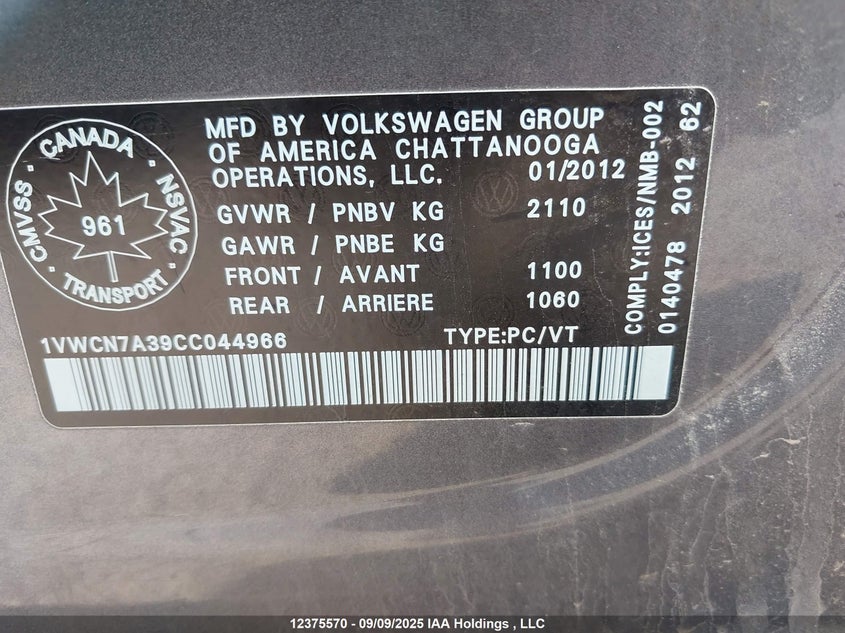 CANADA
CMVSS • NSVAC
961
TRANSPORT
MFD BY VOLKSWAGEN GROUP
OF AMERICA CHATTANOOGA
OPERATIONS, LLC. 01/2012
GVWR / PNBV KG 2110
GAWR / PNBE KG
FRONT / AVANT 1100
REAR / ARRIERE 1060
1VWCN7A39CC044966 TYPE:PC/VT
COMPLY:ICES/NMB-002
0140478 2012 62
12375570 - 09/09/2025 IAA Holdings , LLC